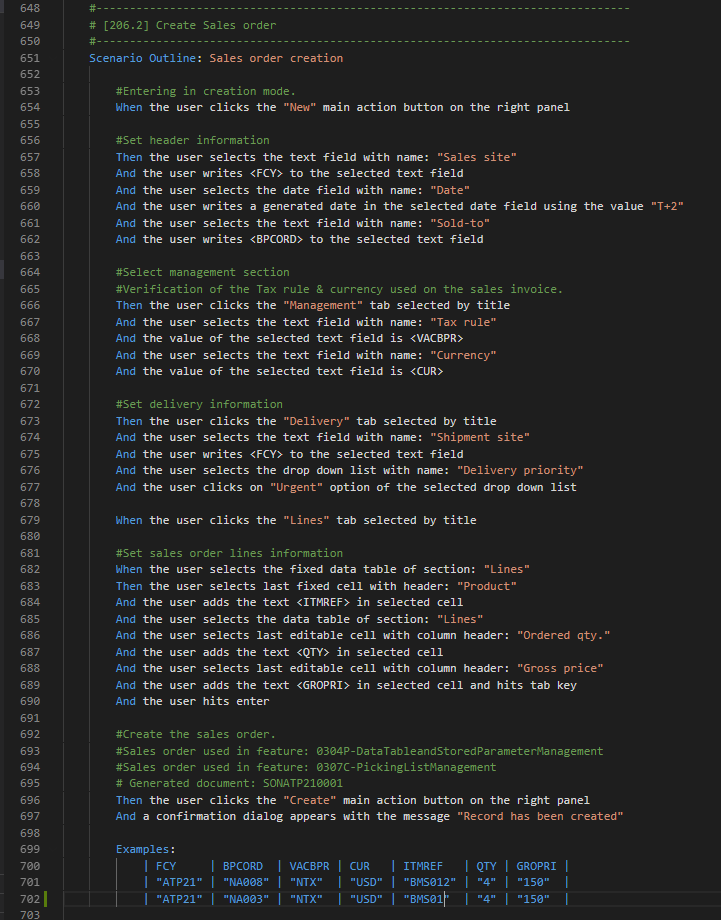 648 #-------------------------------------------------------------------------------
649 # [206.2] Create Sales order
650 #-------------------------------------------------------------------------------
651 Scenario Outline: Sales order creation
652
653 #Entering in creation mode.
654 When the user clicks the "New" main action button on the right panel
655
656 #Set header information
657 Then the user selects the text field with name: "Sales site"
658 And the user writes <FCY> to the selected text field
659 And the user selects the date field with name: "Date"
660 And the user writes a generated date in the selected date field using the value "T+2"
661 And the user selects the text field with name: "Sold-to"
662 And the user writes <BPCORD> to the selected text field
663
664 #Select management section
665 #Verification of the Tax rule & currency used on the sales invoice.
666 Then the user clicks the "Management" tab selected by title
667 And the user selects the text field with name: "Tax rule"
668 And the value of the selected text field is <VACBPR>
669 And the user selects the text field with name: "Currency"
670 And the value of the selected text field is <CUR>
671
672 #Set delivery information
673 Then the user clicks the "Delivery" tab selected by title
674 And the user selects the text field with name: "Shipment site"
675 And the user writes <FCY> to the selected text field
676 And the user selects the drop down list with name: "Delivery priority"
677 And the user clicks on "Urgent" option of the selected drop down list
678
679 When the user clicks the "Lines" tab selected by title
680
681 #Set sales order lines information
682 When the user selects the fixed data table of section: "Lines"
683 Then the user selects last fixed cell with header: "Product"
684 And the user adds the text <ITMREF> in selected cell
685 And the user selects the data table of section: "Lines"
686 And the user selects last editable cell with column header: "Ordered qty."
687 And the user adds the text <QTY> in selected cell
688 And the user selects last editable cell with column header: "Gross price"
689 And the user adds the text <GROPRI> in selected cell and hits tab key
690 And the user hits enter
691
692 #Create the sales order.
693 #Sales order used in feature: 0304P-DataTableandStoredParameterManagement
694 #Sales order used in feature: 0307C-PickingListManagement
695 # Generated document: SONATP210001
696 Then the user clicks the "Create" main action button on the right panel
697 And a confirmation dialog appears with the message "Record has been created"
698
699 Examples:
700 | FCY | BPCORD | VACBPR | CUR | ITMREF | QTY | GROPRI |
701 | "ATP21" | "NA008" | "NTX" | "USD" | "BMS012" | "4" | "150" |
702 | "ATP21" | "NA003" | "NTX" | "USD" | "BMS01" | "4" | "150" |
703